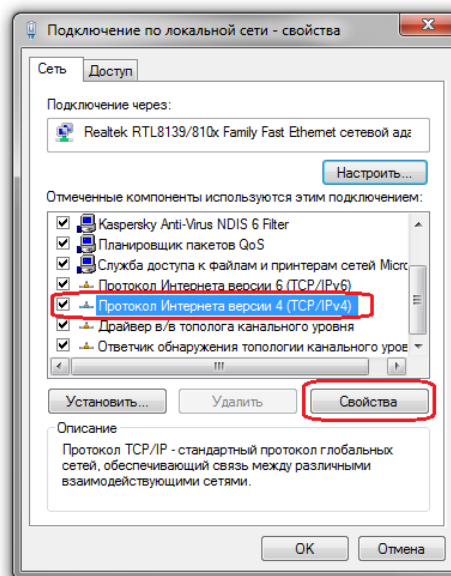 Подключение по локальной сети - свойства
Сеть
Доступ
Подключение через:
Realtek RTL8139/810x Family Fast Ethernet сетевой ада
Настроить...
Отмеченные компоненты используются этим подключением:
Kaspersky Anti-Virus NDIS 6 Filter
Планировщик пакетов QoS
Служба доступа к файлам и принтерам сетей Micro
Протокол Интернета версии 6 (TCP/IPv6)
Протокол Интернета версии 4 (TCP/IPv4)
Драйвер в/в тополога канального уровня
Ответчик обнаружения топологии канального уров
Установить...
Удалить
Свойства
Описание
Протокол TCP/IP - стандартный протокол глобальных
сетей, обеспечивающий связь между различными
взаимодействующими сетями.
OK
Отмена